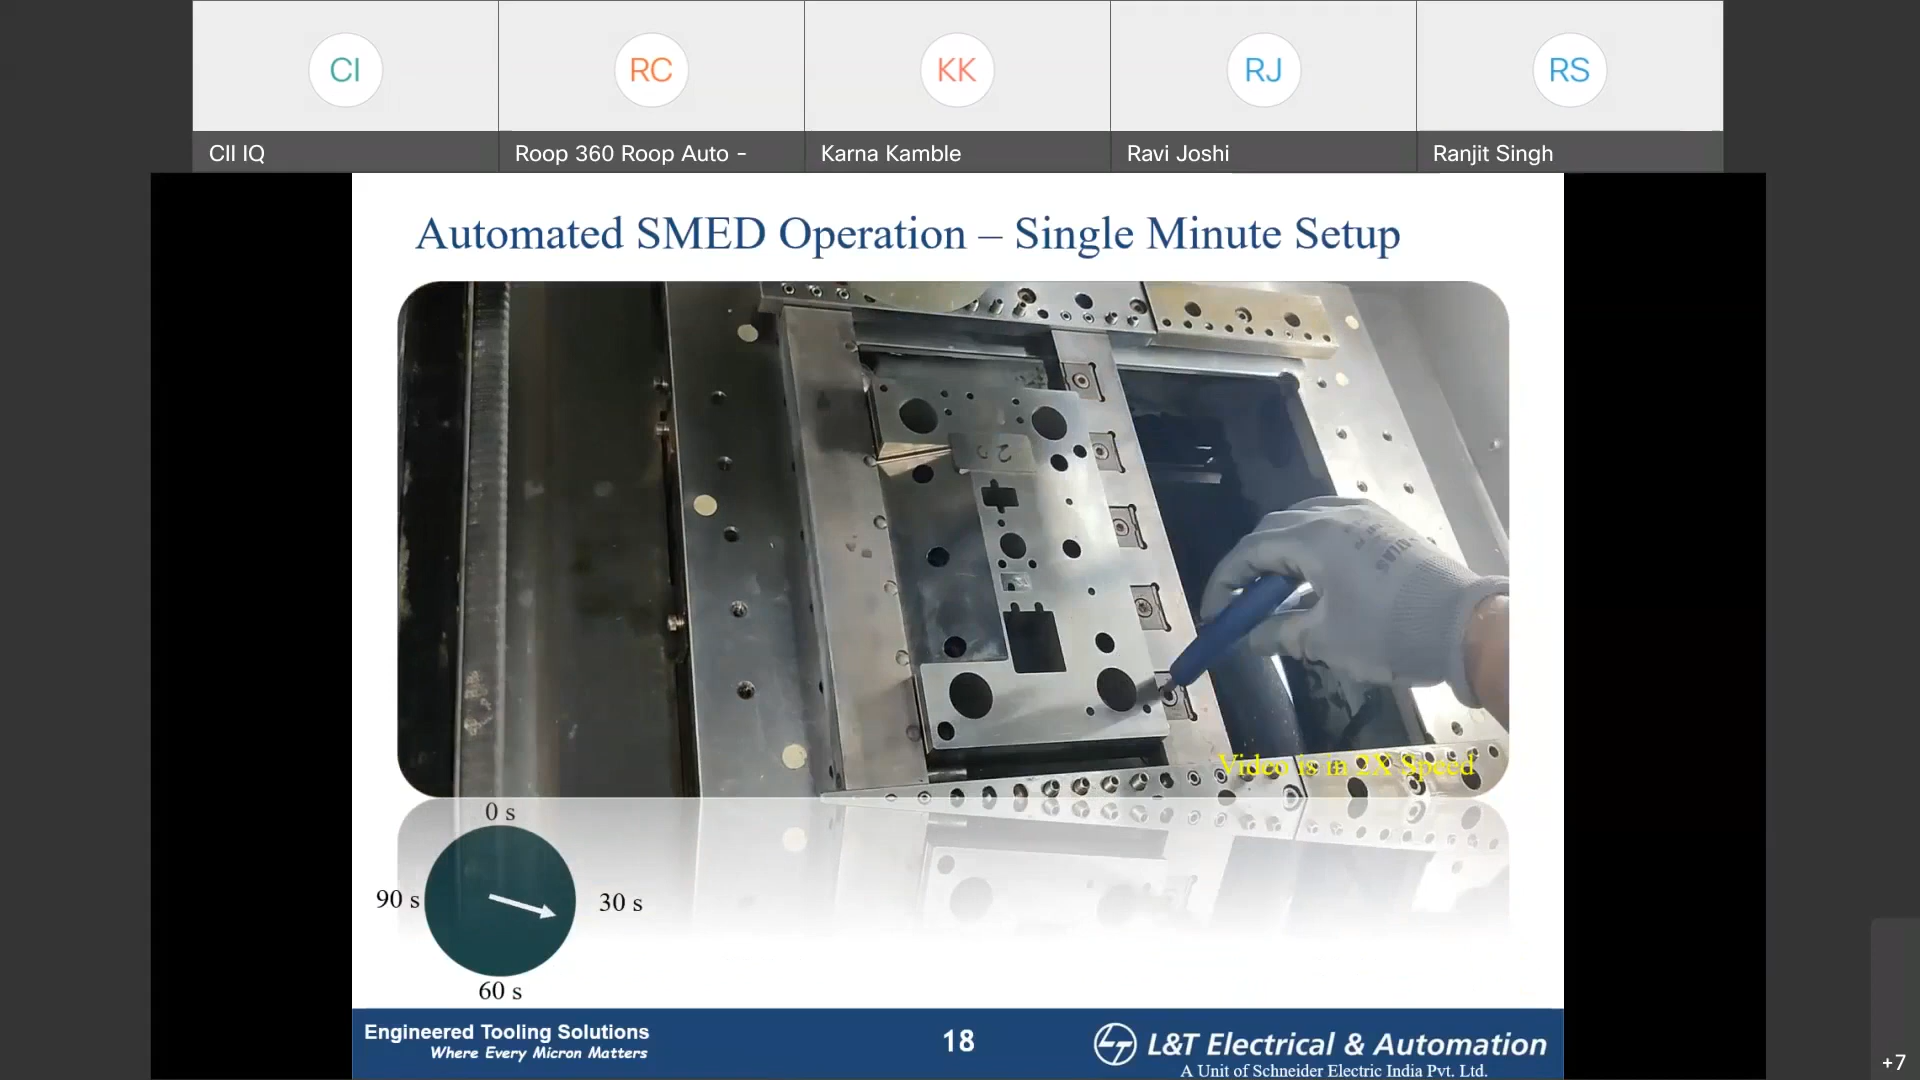 CI
RC
KK
RJ
RS
CII IQ
Roop 360 Roop Auto -
Karna Kamble
Ravi Joshi
Ranjit Singh
Automated SMED Operation – Single Minute Setup
Video is in 2X Speed
0 s
90 s
30 s
60 s
Engineered Tooling Solutions
Where Every Micron Matters
18
L&T Electrical & Automation
A Unit of Schneider Electric India Pvt. Ltd.
+7